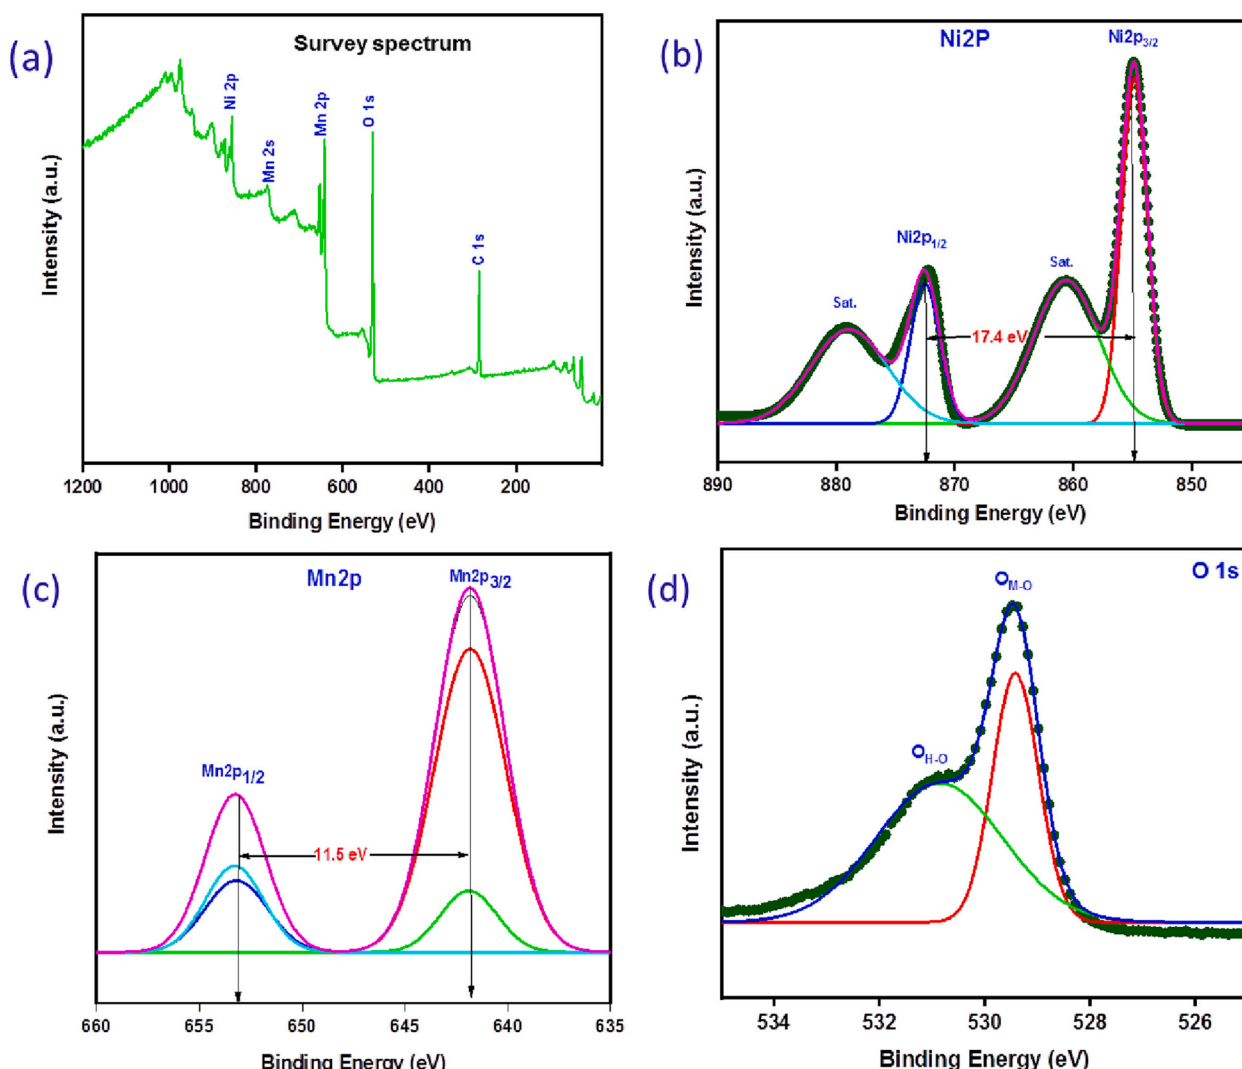 (a)
Survey spectrum
Ni 2p
Mn 2s
Mn 2p
O 1s
C 1s
Intensity (a.u.)
1200 1000 800 600 400 200
Binding Energy (eV)
(b)
Ni2P
Ni2p3/2
Ni2p1/2
Sat.
Sat.
17.4 eV
Intensity (a.u.)
890 880 870 860 850
Binding Energy (eV)
(c)
Mn2p
Mn2p3/2
Mn2p1/2
11.5 eV
Intensity (a.u.)
660 655 650 645 640 635
Binding Energy (eV)
(d)
O 1s
OM-O
OH-O
Intensity (a.u.)
534 532 530 528 526
Binding Energy (eV)